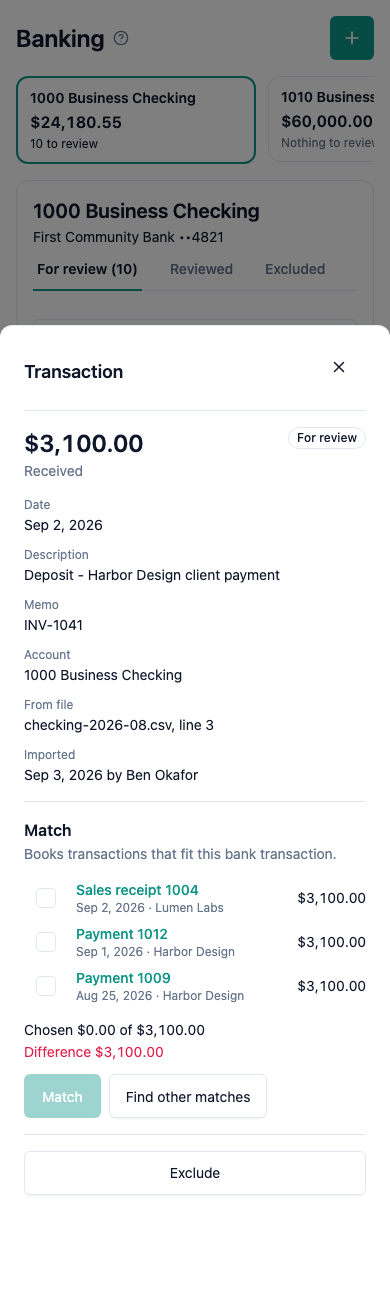 Banking
1000 Business Checking
$24,180.55
10 to review
1010 Business
$60,000.00
Nothing to review
1000 Business Checking
First Community Bank ••4821
For review (10)
Reviewed
Excluded
Transaction
$3,100.00
For review
Received
Date
Sep 2, 2026
Description
Deposit - Harbor Design client payment
Memo
INV-1041
Account
1000 Business Checking
From file
checking-2026-08.csv, line 3
Imported
Sep 3, 2026 by Ben Okafor
Match
Books transactions that fit this bank transaction.
Sales receipt 1004
$3,100.00
Sep 2, 2026 · Lumen Labs
Payment 1012
$3,100.00
Sep 1, 2026 · Harbor Design
Payment 1009
$3,100.00
Aug 25, 2026 · Harbor Design
Chosen $0.00 of $3,100.00
Difference $3,100.00
Match
Find other matches
Exclude